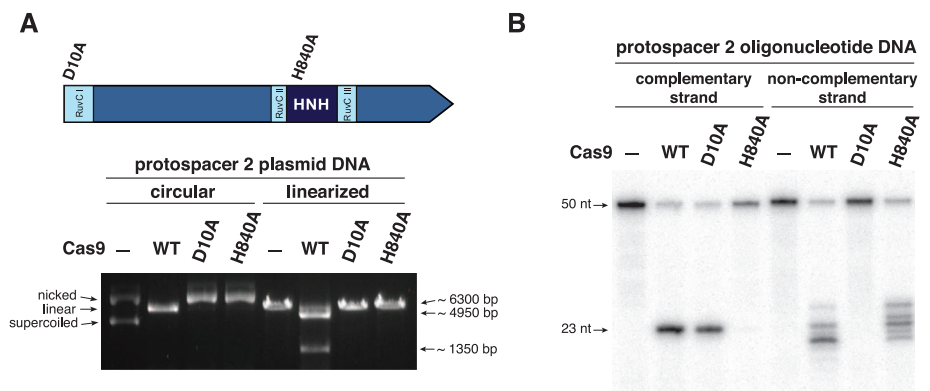 A
D10A
H840A
RuvC I
RuvC II
HNH
RuvC III
protospacer 2 plasmid DNA
circular linearized
Cas9 – WT D10A H840A – WT D10A H840A
nicked
linear
supercoiled
~ 6300 bp
~ 4950 bp
~ 1350 bp
B
protospacer 2 oligonucleotide DNA
complementary strand
non-complementary strand
Cas9 – WT D10A H840A – WT D10A H840A
50 nt
23 nt